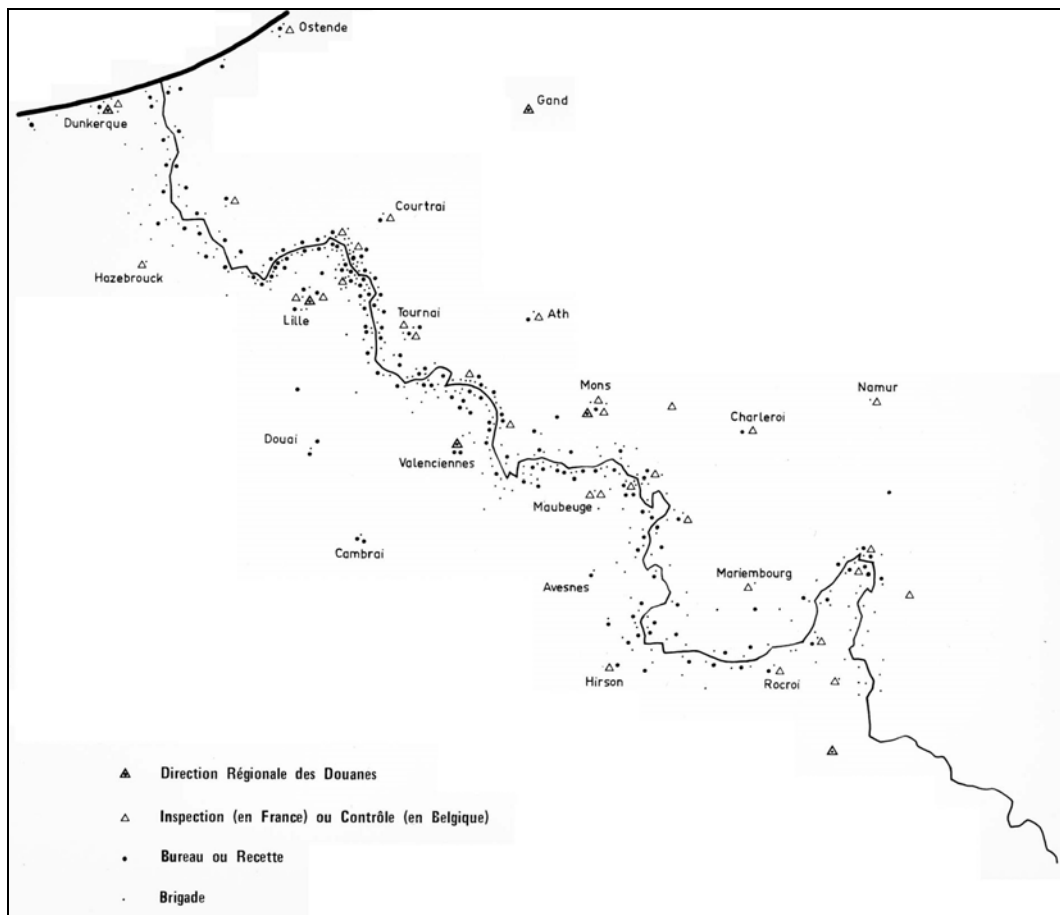 Ostende
Gand
Dunkerque
Courtrai
Hazebrouck
Tournai
Ath
Lille
Mons
Namur
Charleroi
Douai
Valenciennes
Maubeuge
Cambrai
Avesnes
Mariembourg
Hirson
Rocroi
Direction Régionale des Douanes
Inspection (en France) ou Contrôle (en Belgique)
Bureau ou Recette
Brigade